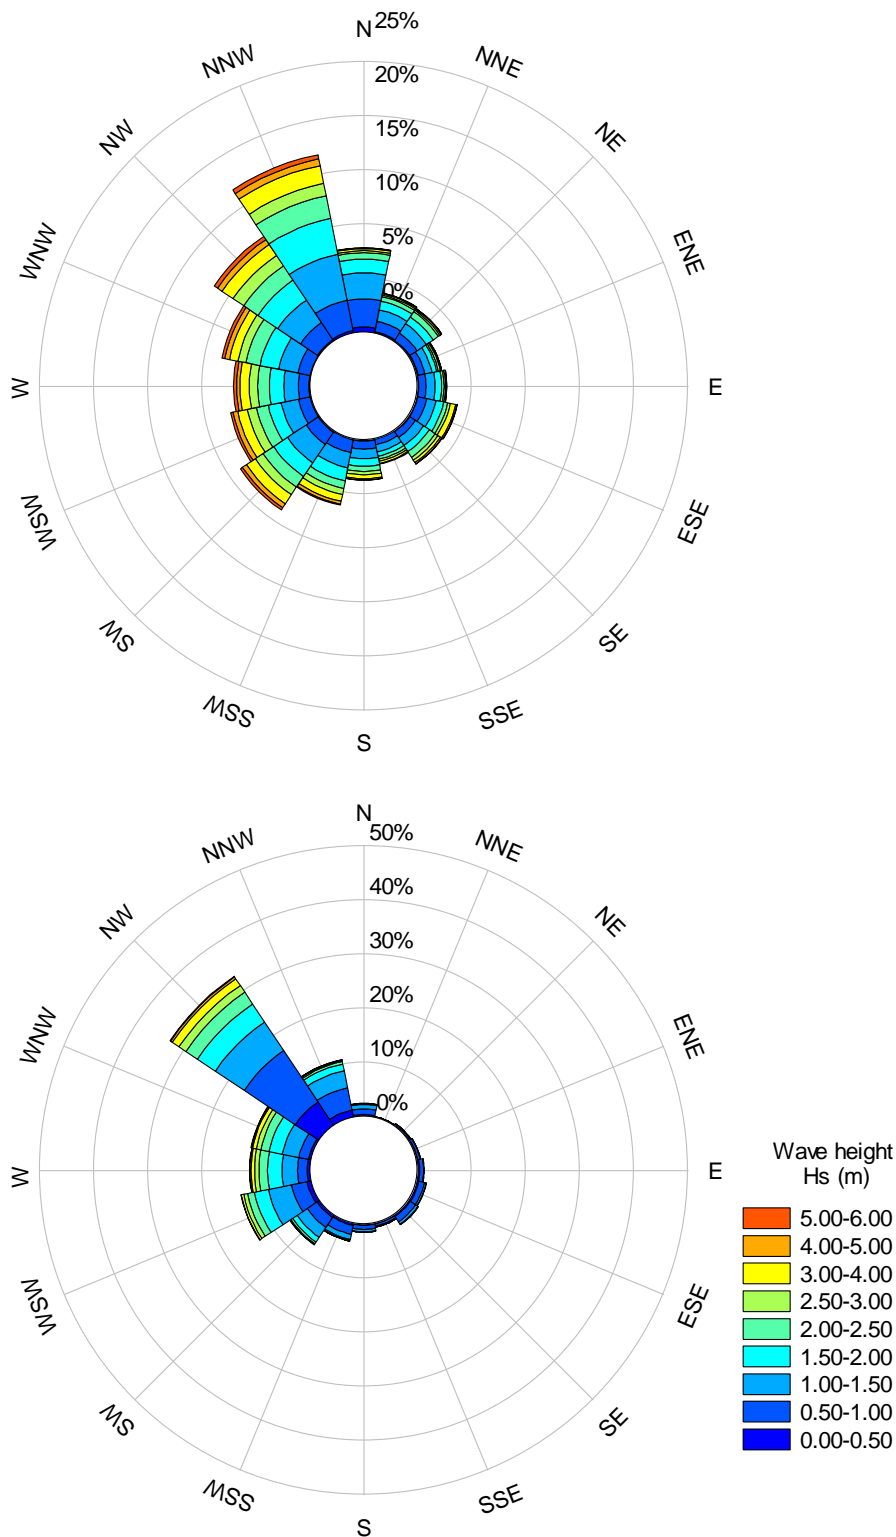 N 25%
NNW NNE
20%
NW 15% NE
10%
WNW 5% ENE
0%
W E
WSW ESE
SW SE
SSW SSE
S
N
50%
NNW NNE
40%
NW 30% NE
20%
WNW 10% ENE
0%
W E
Wave height
Hs (m)
5.00-6.00
4.00-5.00
3.00-4.00
2.50-3.00
2.00-2.50
1.50-2.00
1.00-1.50
0.50-1.00
0.00-0.50
WSW ESE
SW SE
SSW SSE
S